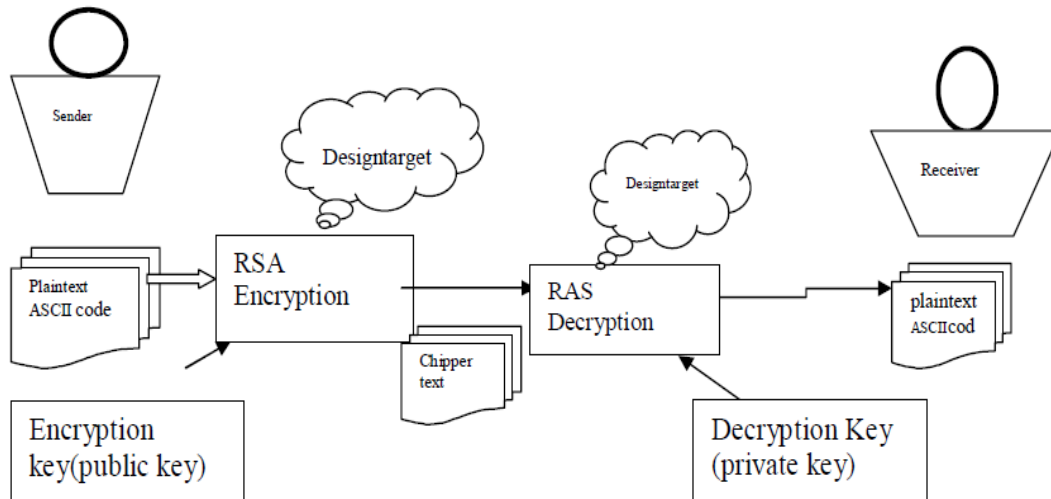 Sender
Designtarget
Designtarget
Receiver
Plaintext
ASCII code
RSA
Encryption
Chipper
text
RAS
Decryption
plaintext
ASCIIcod
Encryption
key(public key)
Decryption Key
(private key)